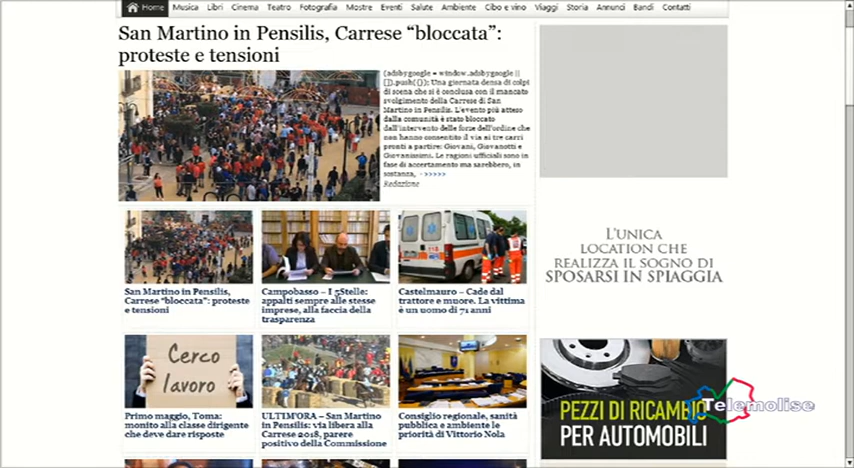 Home Musica Libri Cinema Teatro Fotografia Mostre Eventi Salute Ambiente Cibo e vino Viaggi Storia Annunci Bandi Contatti
San Martino in Pensilis, Carrese “bloccata”:
proteste e tensioni
(adsbygoogle = window.adsbygoogle ||
[]).push({}); Una giornata densa di colpi
di scena che si è conclusa con il mancato
svolgimento della Carrese di San
Martino in Pensilis. L'evento più atteso
dalla comunità è stato bloccato
dall'intervento delle forze dell'ordine che
non hanno consentito il via ai tre carri
pronti a partire: Giovani, Giovanotti e
Giovanissimi. Le ragioni ufficiali sono in
fase di accertamento ma sarebbero, in
sostanza, - >>>>>
Redazione
San Martino in Pensilis,
Carrese “bloccata”: proteste
e tensioni
Campobasso – I 5Stelle:
appalti sempre alle stesse
imprese, alla faccia della
trasparenza
Castelmauro – Cade dal
trattore e muore. La vittima
è un uomo di 71 anni
L'UNICA
LOCATION CHE
REALIZZA IL SOGNO DI
SPOSARSI IN SPIAGGIA
Cerco
lavoro
Primo maggio, Toma:
monito alla classe dirigente
che deve dare risposte
ULTIM'ORA – San Martino
in Pensilis: via libera alla
Carrese 2018, parere
positivo della Commissione
Consiglio regionale, sanità
pubblica e ambiente le
priorità di Vittorio Nola
PEZZI DI RICAMBIO
PER AUTOMOBILI
Telemolise